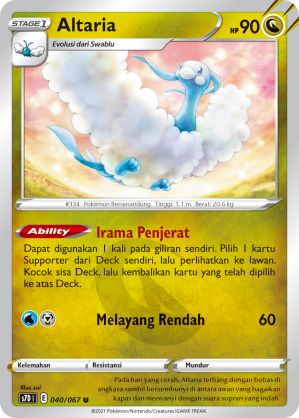 STAGE 1 Altaria HP 90
Evolusi dari Swablu
#334 Pokémon Bersenandung Tinggi: 1.1 m Berat: 20.6 kg
Ability Irama Penjerat
Dapat digunakan 1 kali pada giliran sendiri. Pilih 1 kartu
Supporter dari Deck sendiri, lalu perlihatkan ke lawan.
Kocok sisa Deck, lalu kembalikan kartu yang telah dipilih
ke atas Deck.
Melayang Rendah 60
Kelemahan Resistansi Mundur
Illus. sui
S7D I E 040/067 U
Pada hari yang cerah, Altaria terbang dengan bebas di
angkasa sambil bersembunyi di antara awan yang bagaikan
kapas dan menyanyi dengan suara sopran yang indah.
©2021 Pokémon/Nintendo/Creatures/GAME FREAK